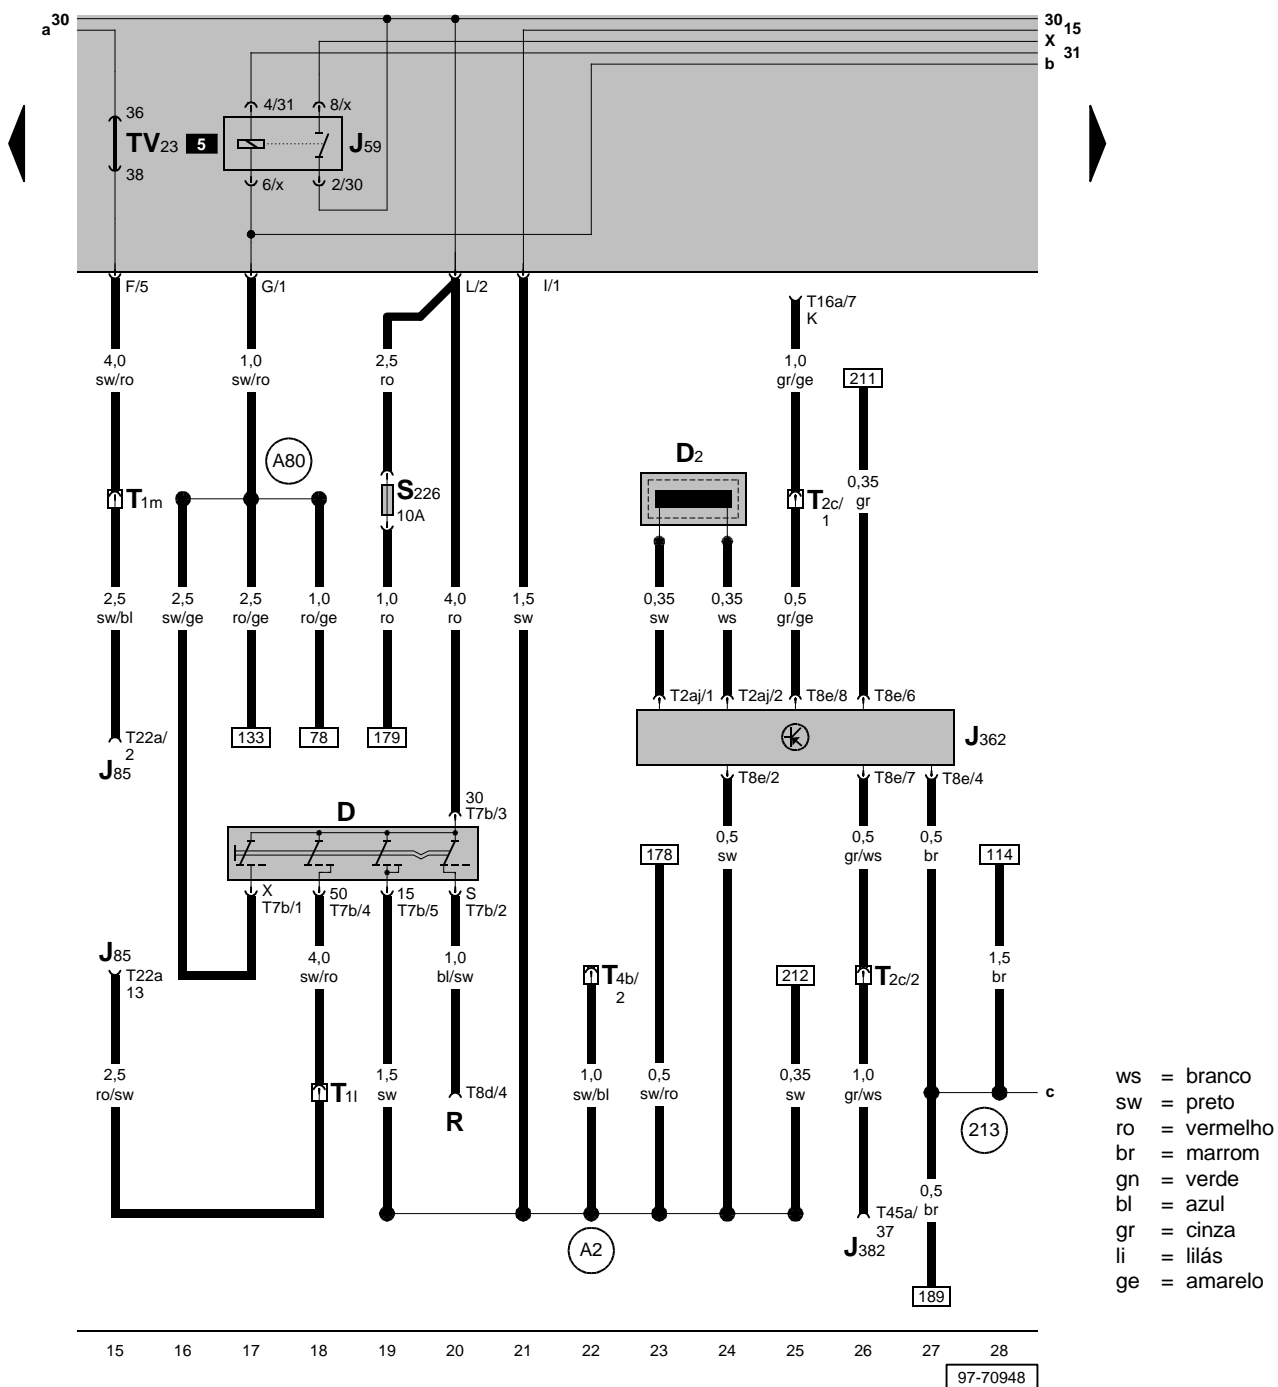 30
a
30
15
X
31
b
36
4/31
8/x
TV23
5
J59
38
6/x
2/30
F/5
G/1
L/2
I/1
T16a/7
K
4,0
sw/ro
1,0
sw/ro
2,5
ro
1,0
gr/ge
211
A80
D2
T1m
S226
10A
T2c/
1
0,35
gr
2,5
sw/bl
2,5
sw/ge
2,5
ro/ge
1,0
ro/ge
1,0
ro
4,0
ro
1,5
sw
0,35
sw
0,35
ws
0,5
gr/ge
T2aj/1
T2aj/2
T8e/8
T8e/6
T22a/
2
J85
133
78
179
J362
T8e/2
T8e/7
T8e/4
30
T7b/3
D
0,5
sw
0,5
gr/ws
0,5
br
178
114
X
T7b/1
50
T7b/4
15
T7b/5
S
T7b/2
J85
T22a
13
4,0
sw/ro
1,0
bl/sw
T4b/
2
212
T2c/2
1,5
br
2,5
ro/sw
T1l
1,5
sw
T8d/4
R
1,0
sw/bl
0,5
sw/ro
0,35
sw
1,0
gr/ws
c
213
0,5
br
A2
T45a/
37
J382
189
ws = branco
sw = preto
ro = vermelho
br = marrom
gn = verde
bl = azul
gr = cinza
li = lilás
ge = amarelo
15 16 17 18 19 20 21 22 23 24 25 26 27 28
97-70948